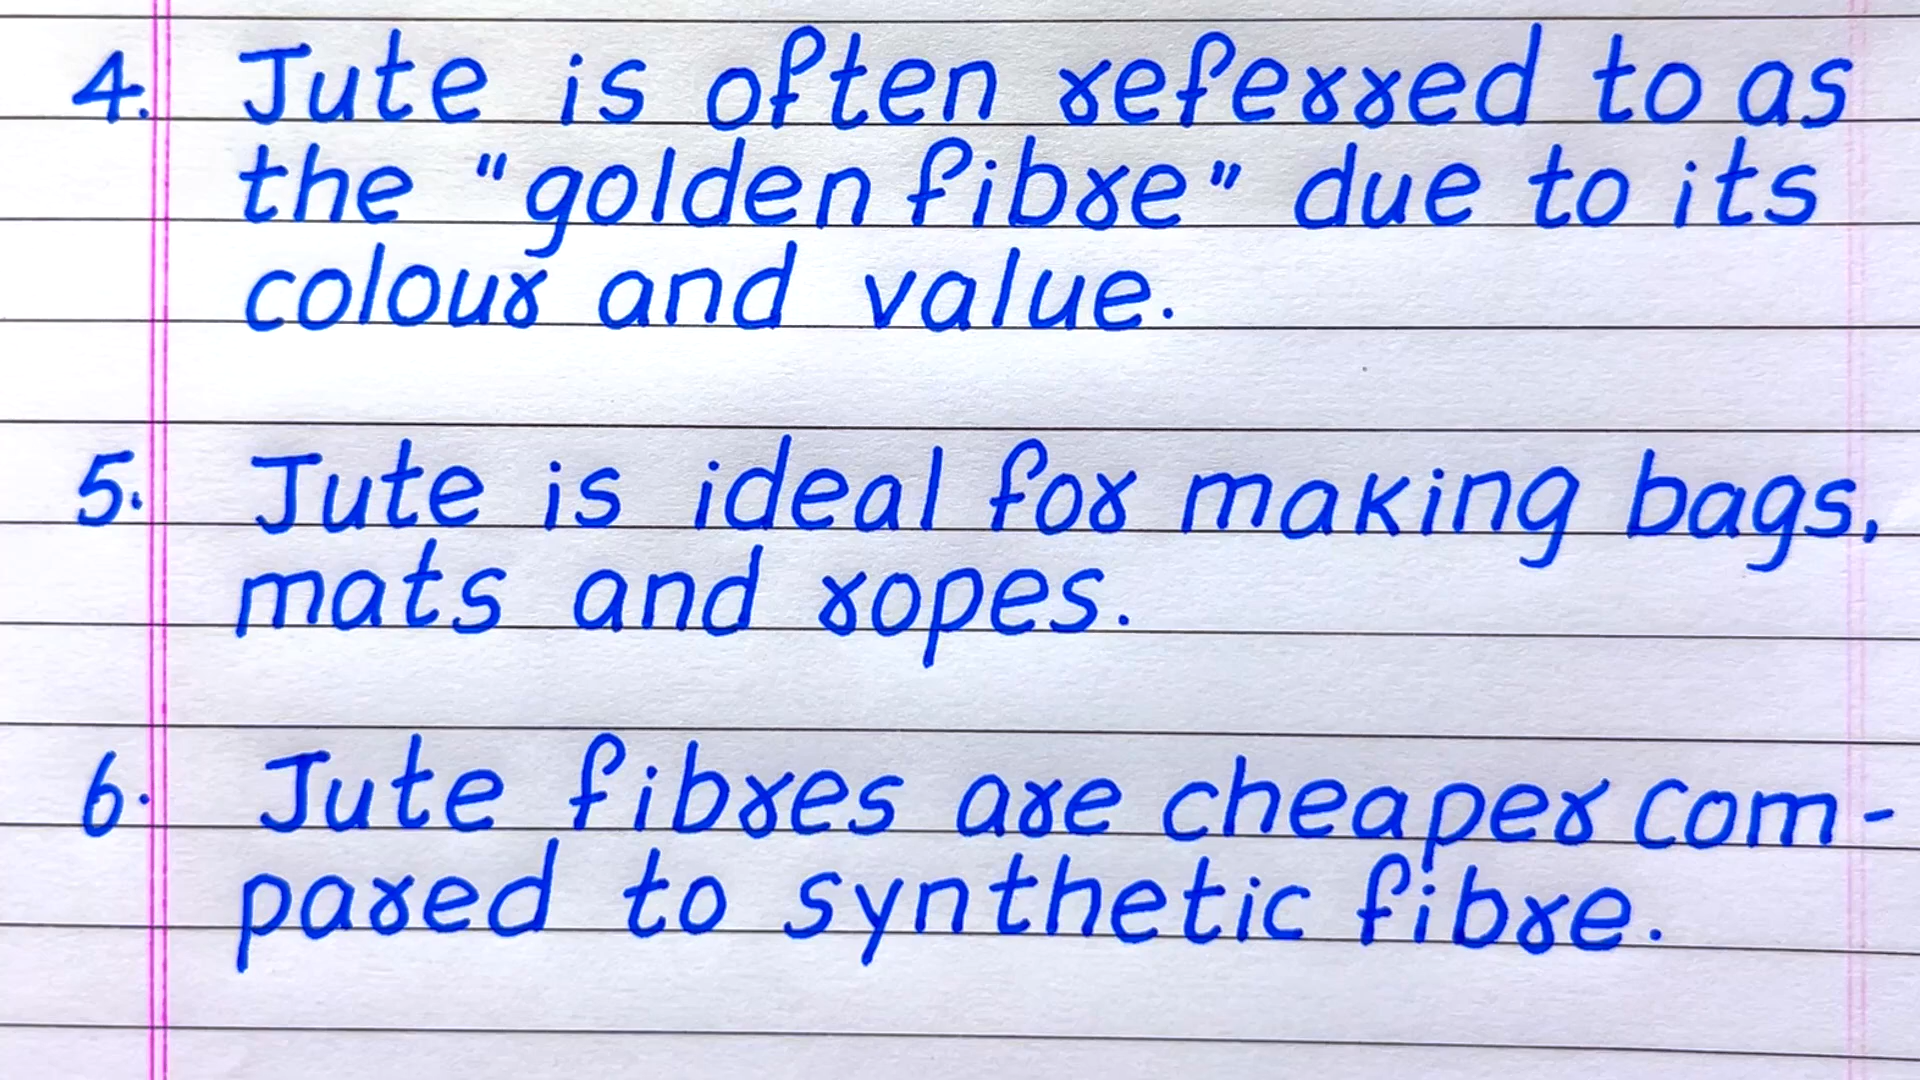 4. Jute is often referred to as
the "golden fibre" due to its
colour and value.
5. Jute is ideal for making bags,
mats and ropes.
6. Jute fibres are cheaper com-
pared to synthetic fibre.